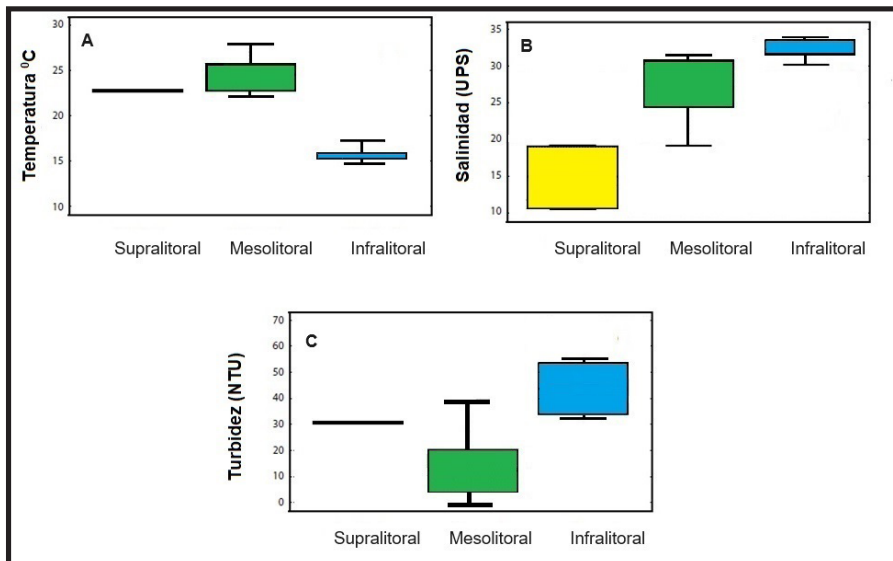 A
Temperatura ⁰C
30
25
20
15
10
Supralitoral Mesolitoral Infralitoral
B
Salinidad (UPS)
35
30
25
20
15
10
Supralitoral Mesolitoral Infralitoral
C
Turbidez (NTU)
70
60
50
40
30
20
10
0
Supralitoral Mesolitoral Infralitoral